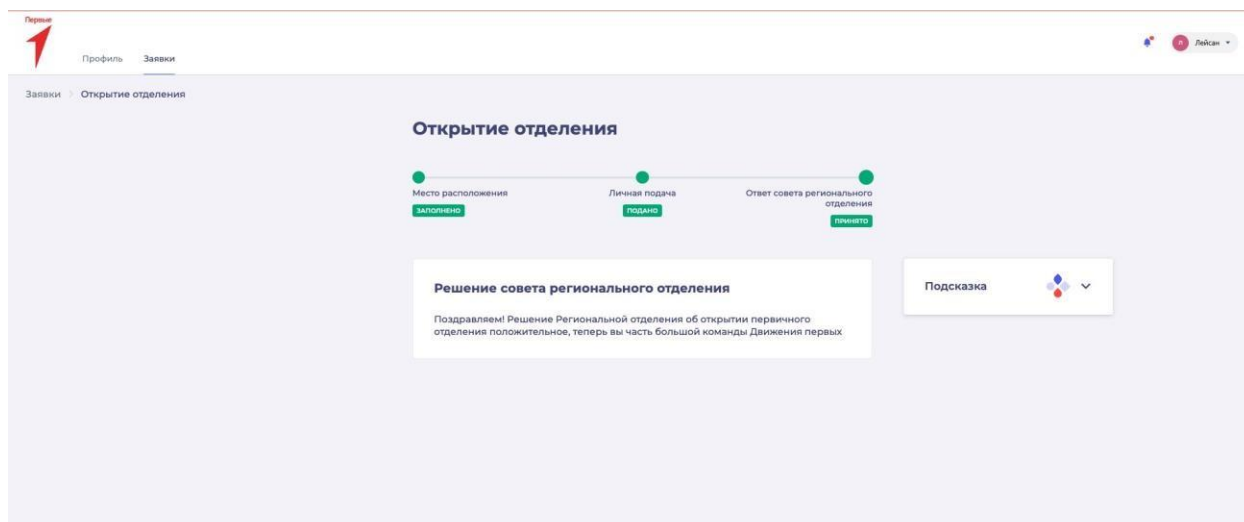 Первые
Профиль Заявки
Л Лейсан
Заявки Открытие отделения
Открытие отделения
Место расположения
ЗАПОЛНЕНО
Личная подача
ПОДАНО
Ответ совета регионального
отделения
ПРИНЯТО
Решение совета регионального отделения
Поздравляем! Решение Региональной отделения об открытии первичного
отделения положительное, теперь вы часть большой команды Движения первых
Подсказка